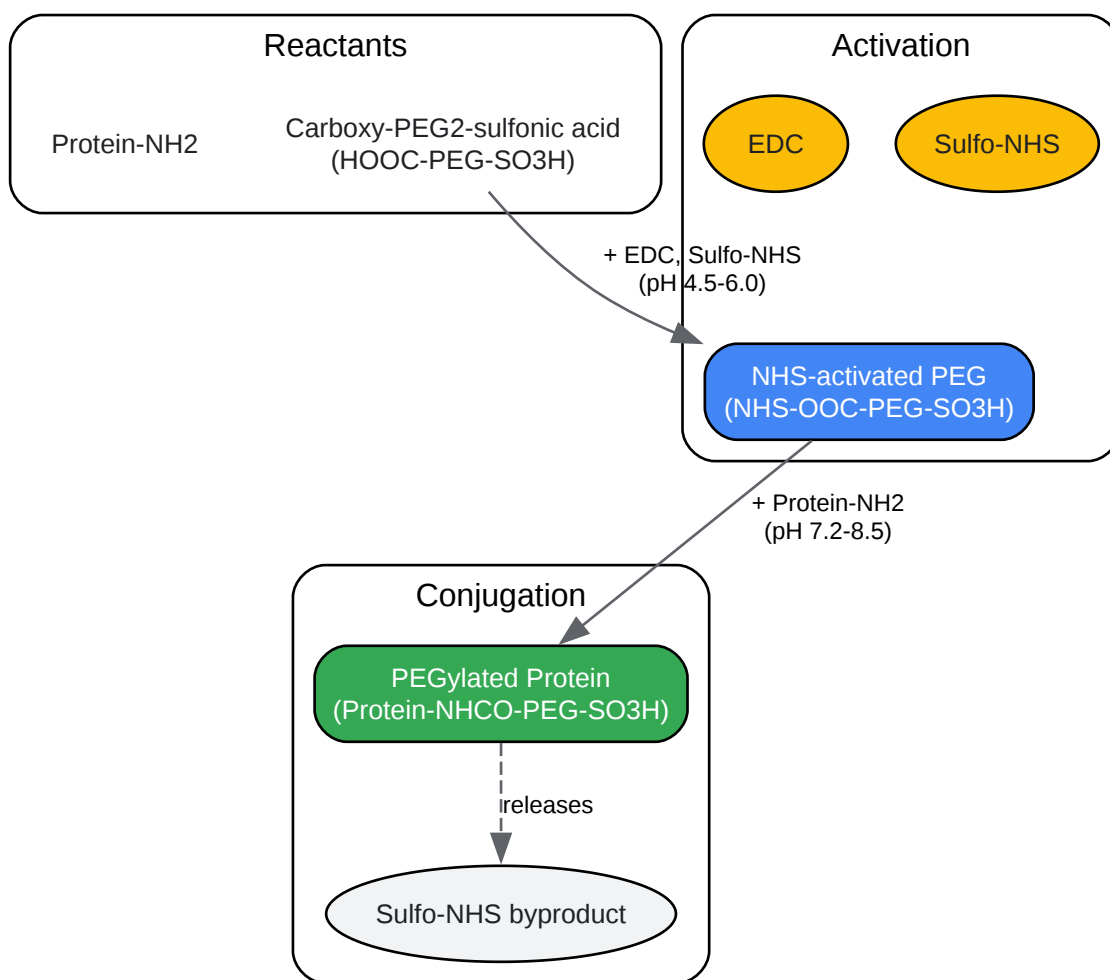 Reactants
Protein-NH2
Carboxy-PEG2-sulfonic acid
(HOOC-PEG-SO3H)
Activation
EDC
Sulfo-NHS
+ EDC, Sulfo-NHS
(pH 4.5-6.0)
NHS-activated PEG
(NHS-OOC-PEG-SO3H)
+ Protein-NH2
(pH 7.2-8.5)
Conjugation
PEGylated Protein
(Protein-NHCO-PEG-SO3H)
releases
Sulfo-NHS byproduct